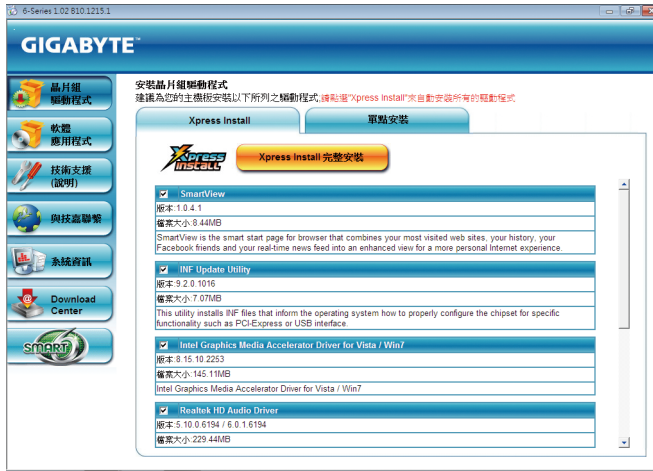 6-Series 1.02 B10.1215.1
GIGABYTE™
晶片組
驅動程式
軟體
應用程式
技術支援
(說明)
與技嘉聯繫
系統資訊
Download
Center
SMART
安裝晶片組驅動程式
建議為您的主機板安裝以下所列之驅動程式,請點選"Xpress Install"來自動安裝所有的驅動程式
Xpress Install
單點安裝
Xpress
INSTALL
Xpress Install 完整安裝
SmartView
版本:1.0.4.1
檔案大小:8.44MB
SmartView is the smart start page for browser that combines your most visited web sites, your history, your
Facebook friends and your real-time news feed into an enhanced view for a more personal Internet experience.
INF Update Utility
版本:9.2.0.1016
檔案大小:7.07MB
This utility installs INF files that inform the operating system how to properly configure the chipset for specific
functionality such as PCI-Express or USB interface.
Intel Graphics Media Accelerator Driver for Vista / Win7
版本:8.15.10.2253
檔案大小:145.11MB
Intel Graphics Media Accelerator Driver for Vista / Win7
Realtek HD Audio Driver
版本:5.10.0.6194 / 6.0.1.6194
檔案大小:229.44MB